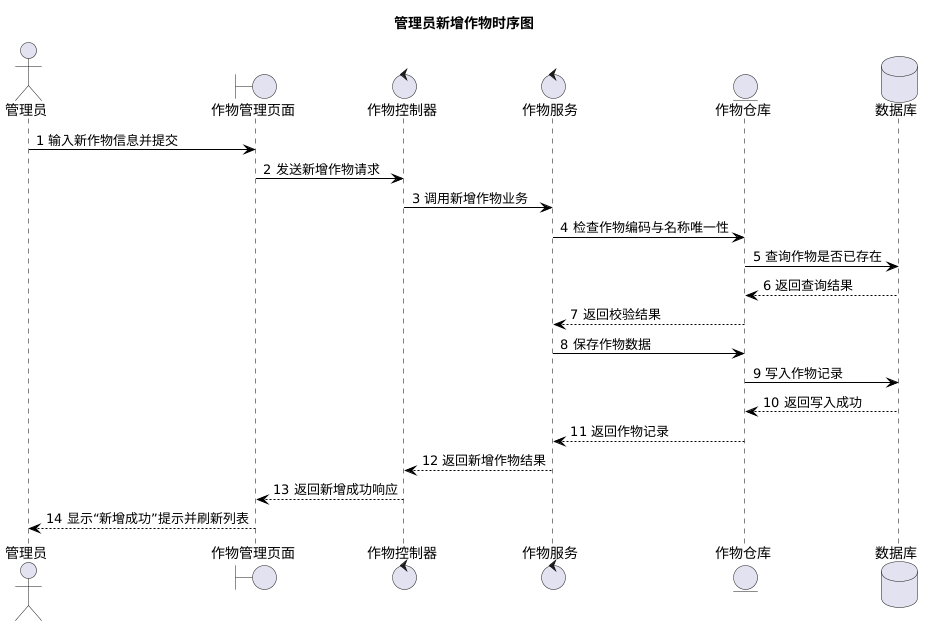 管理员新增作物时序图
管理员 作物管理页面 作物控制器 作物服务 作物仓库 数据库
1 输入新作物信息并提交
2 发送新增作物请求
3 调用新增作物业务
4 检查作物编码与名称唯一性
5 查询作物是否已存在
6 返回查询结果
7 返回校验结果
8 保存作物数据
9 写入作物记录
10 返回写入成功
11 返回作物记录
12 返回新增作物结果
13 返回新增成功响应
14 显示“新增成功”提示并刷新列表
管理员 作物管理页面 作物控制器 作物服务 作物仓库 数据库